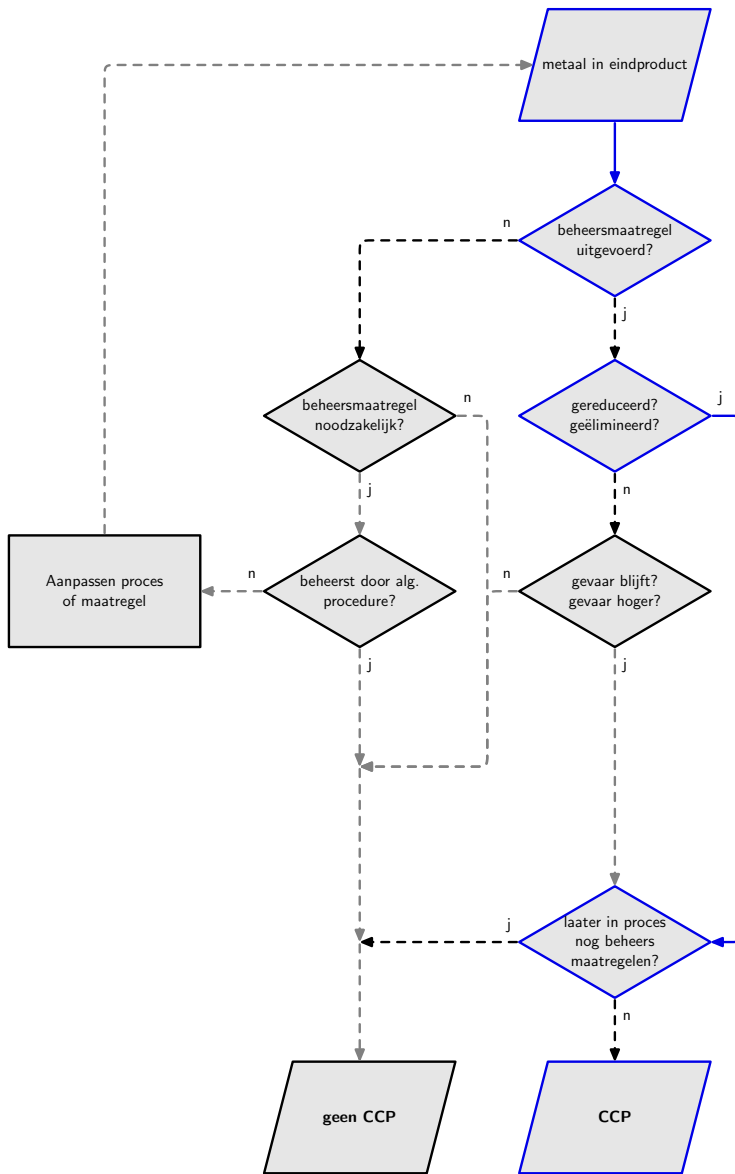 metaal in eindproduct
n
beheersmaatregel
uitgevoerd?
j
beheersmaatregel
noodzakelijk?
n
gereduceerd?
geëlimineerd?
j
j
n
Aanpassen proces
of maatregel
n
beheerst door alg.
procedure?
n
gevaar blijft?
gevaar hoger?
j
j
j
laater in proces
nog beheers
maatregelen?
n
geen CCP
CCP